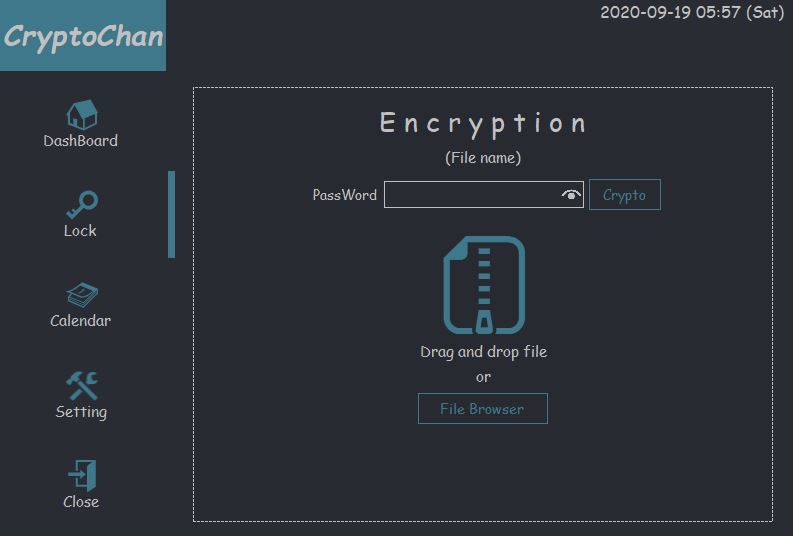 CryptoChan
2020-09-19 05:57 (Sat)
DashBoard
Lock
Calendar
Setting
Close
Encryption
(File name)
PassWord
Crypto
Drag and drop file
or
File Browser